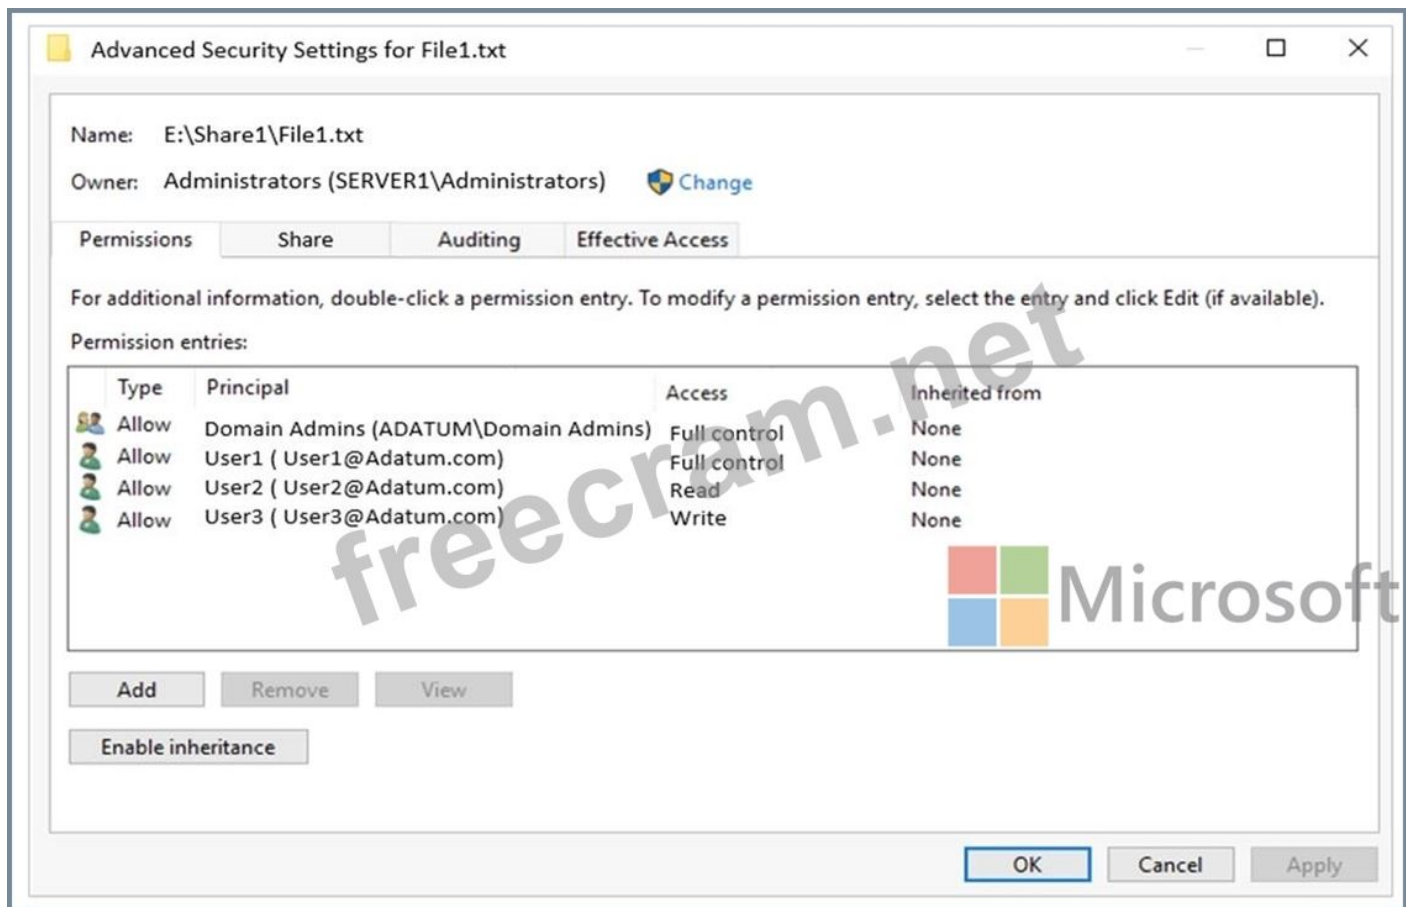 Advanced Security Settings for File1.txt
Name: E:\Share1\File1.txt
Owner: Administrators (SERVER1\Administrators) Change
Permissions Share Auditing Effective Access
For additional information, double-click a permission entry. To modify a permission entry, select the entry and click Edit (if available).
Permission entries:
Type Principal Access Inherited from
Allow Domain Admins (ADATUM\Domain Admins) Full control None
Allow User1 ( User1@Adatum.com) Full control None
Allow User2 ( User2@Adatum.com) Read None
Allow User3 ( User3@Adatum.com) Write None
freecram.net
Microsoft
Add Remove View
Enable inheritance
OK Cancel Apply